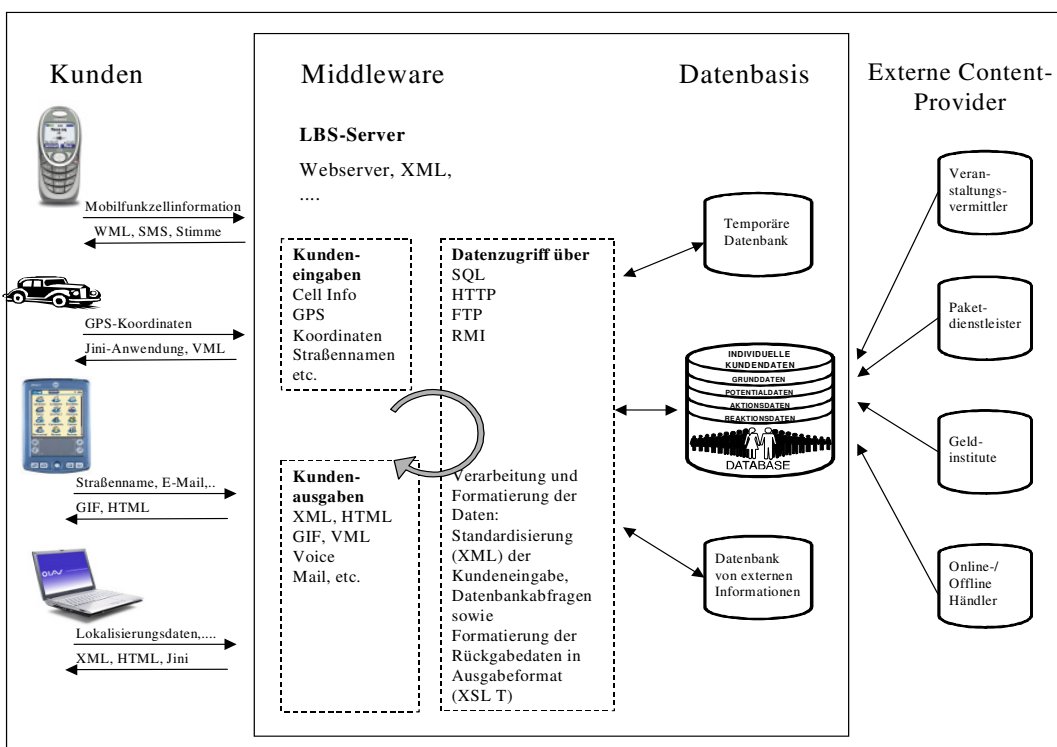 Kunden
Mobilfunkzellinformation
WML, SMS, Stimme
GPS-Koordinaten
Jini-Anwendung, VML
Straßenname, E-Mail,..
GIF, HTML
Lokalisierungsdaten,....
XML, HTML, Jini
Middleware
LBS-Server
Webserver, XML,
....
Kunden-
eingaben
Cell Info
GPS
Koordinaten
Straßennamen
etc.
Kunden-
ausgaben
XML, HTML
GIF, VML
Voice
Mail, etc.
Datenzugriff über
SQL
HTTP
FTP
RMI
Verarbeitung und
Formatierung der
Daten:
Standardisierung
(XML) der
Kundeneingabe,
Datenbankabfragen
sowie
Formatierung der
Rückgabedaten in
Ausgabeformat
(XSL T)
Datenbasis
Temporäre
Datenbank
INDIVIDUELLE
KUNDENDATEN
GRUNDDATEN
POTENTIALDATEN
AKTIONSDATEN
REAKTIONSDATEN
DATABASE
Datenbank
von externen
Informationen
Externe Content-
Provider
Veran-
staltungs-
vermittler
Paket-
dienstleister
Geld-
institute
Online-/
Offline
Händler